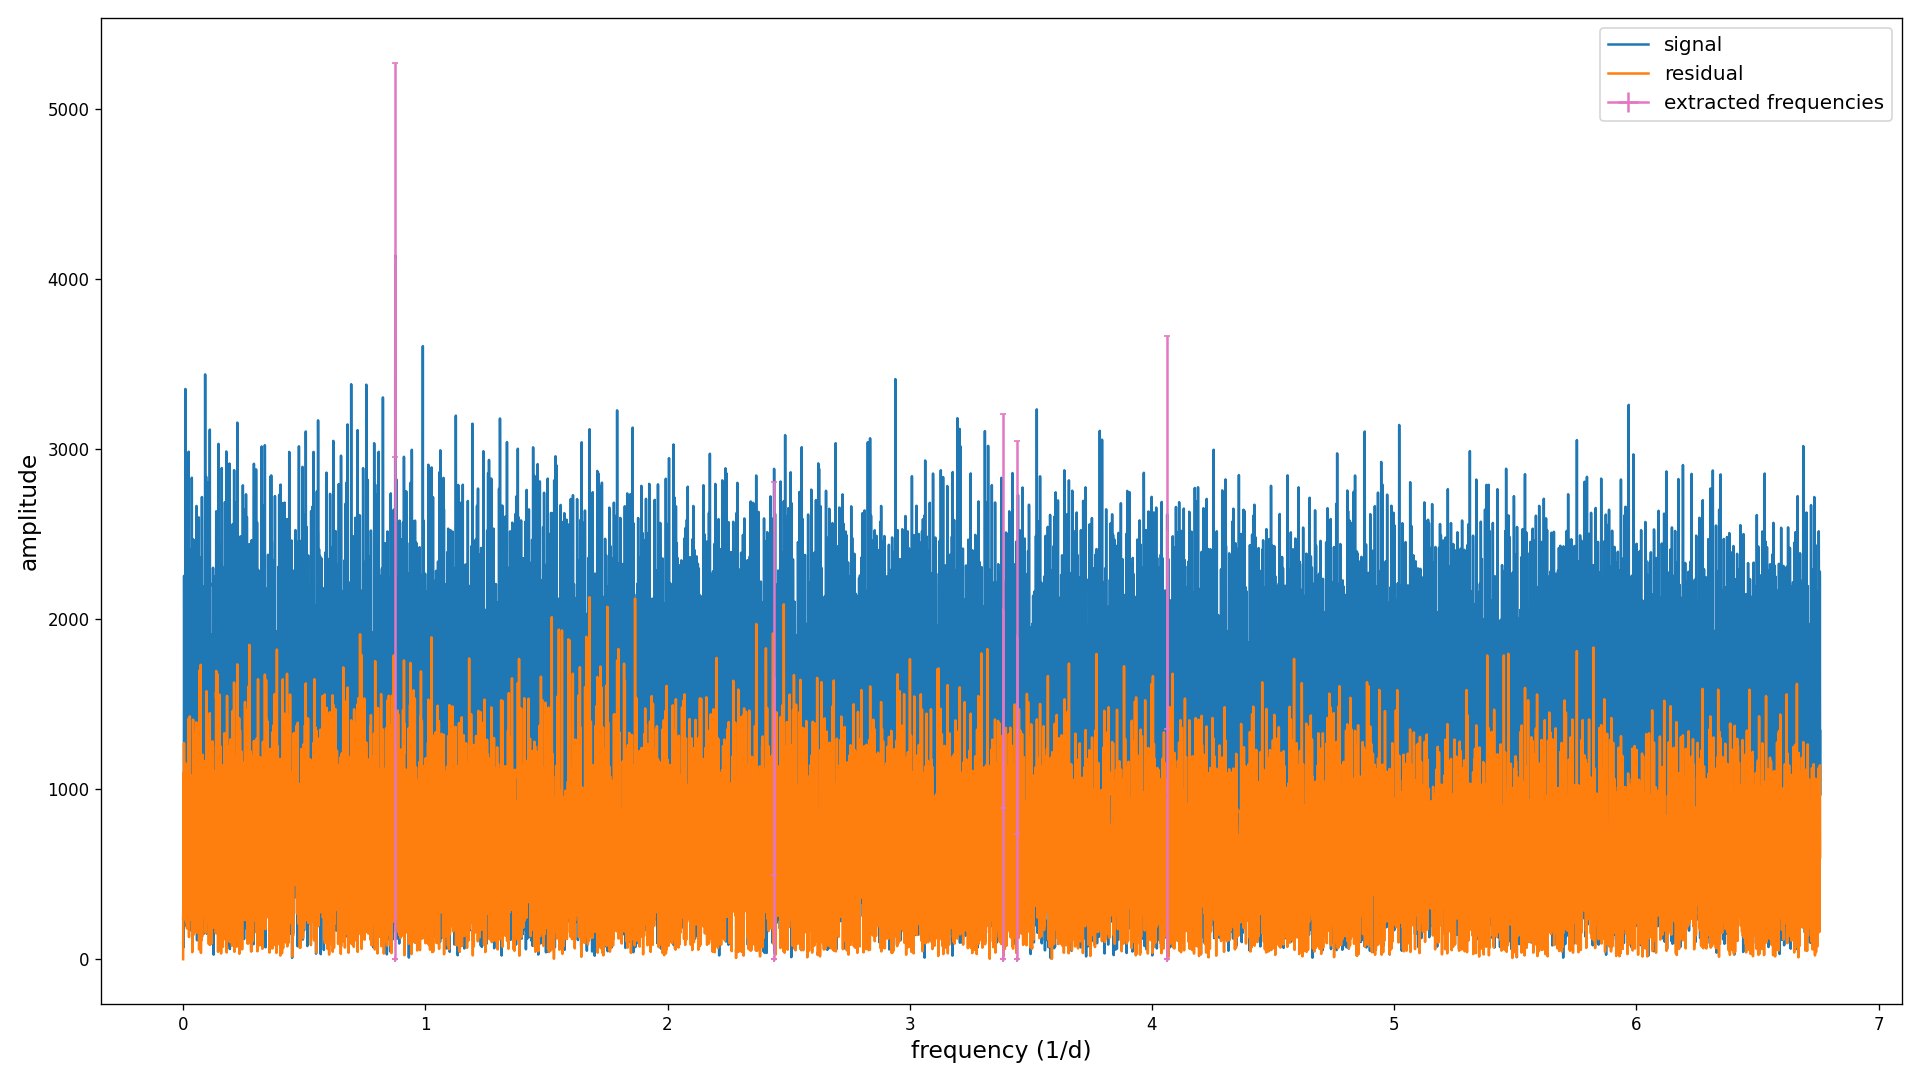 signal
residual
extracted frequencies
5000
4000
3000
2000
1000
0
amplitude
0 1 2 3 4 5 6 7
frequency (1/d)